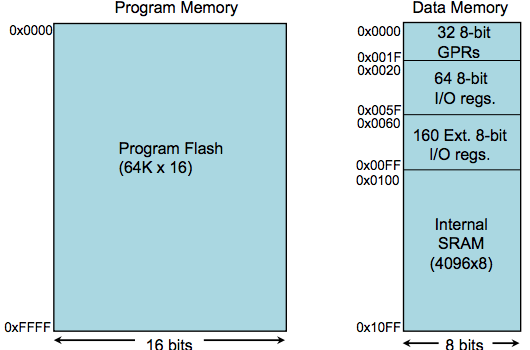 Program Memory
0x0000
Program Flash
(64K x 16)
0xFFFF
16 bits
Data Memory
0x0000
32 8-bit
GPRs
0x001F
0x0020
64 8-bit
I/O regs.
0x005F
0x0060
160 Ext. 8-bit
I/O regs.
0x00FF
0x0100
Internal
SRAM
(4096x8)
0x10FF
8 bits